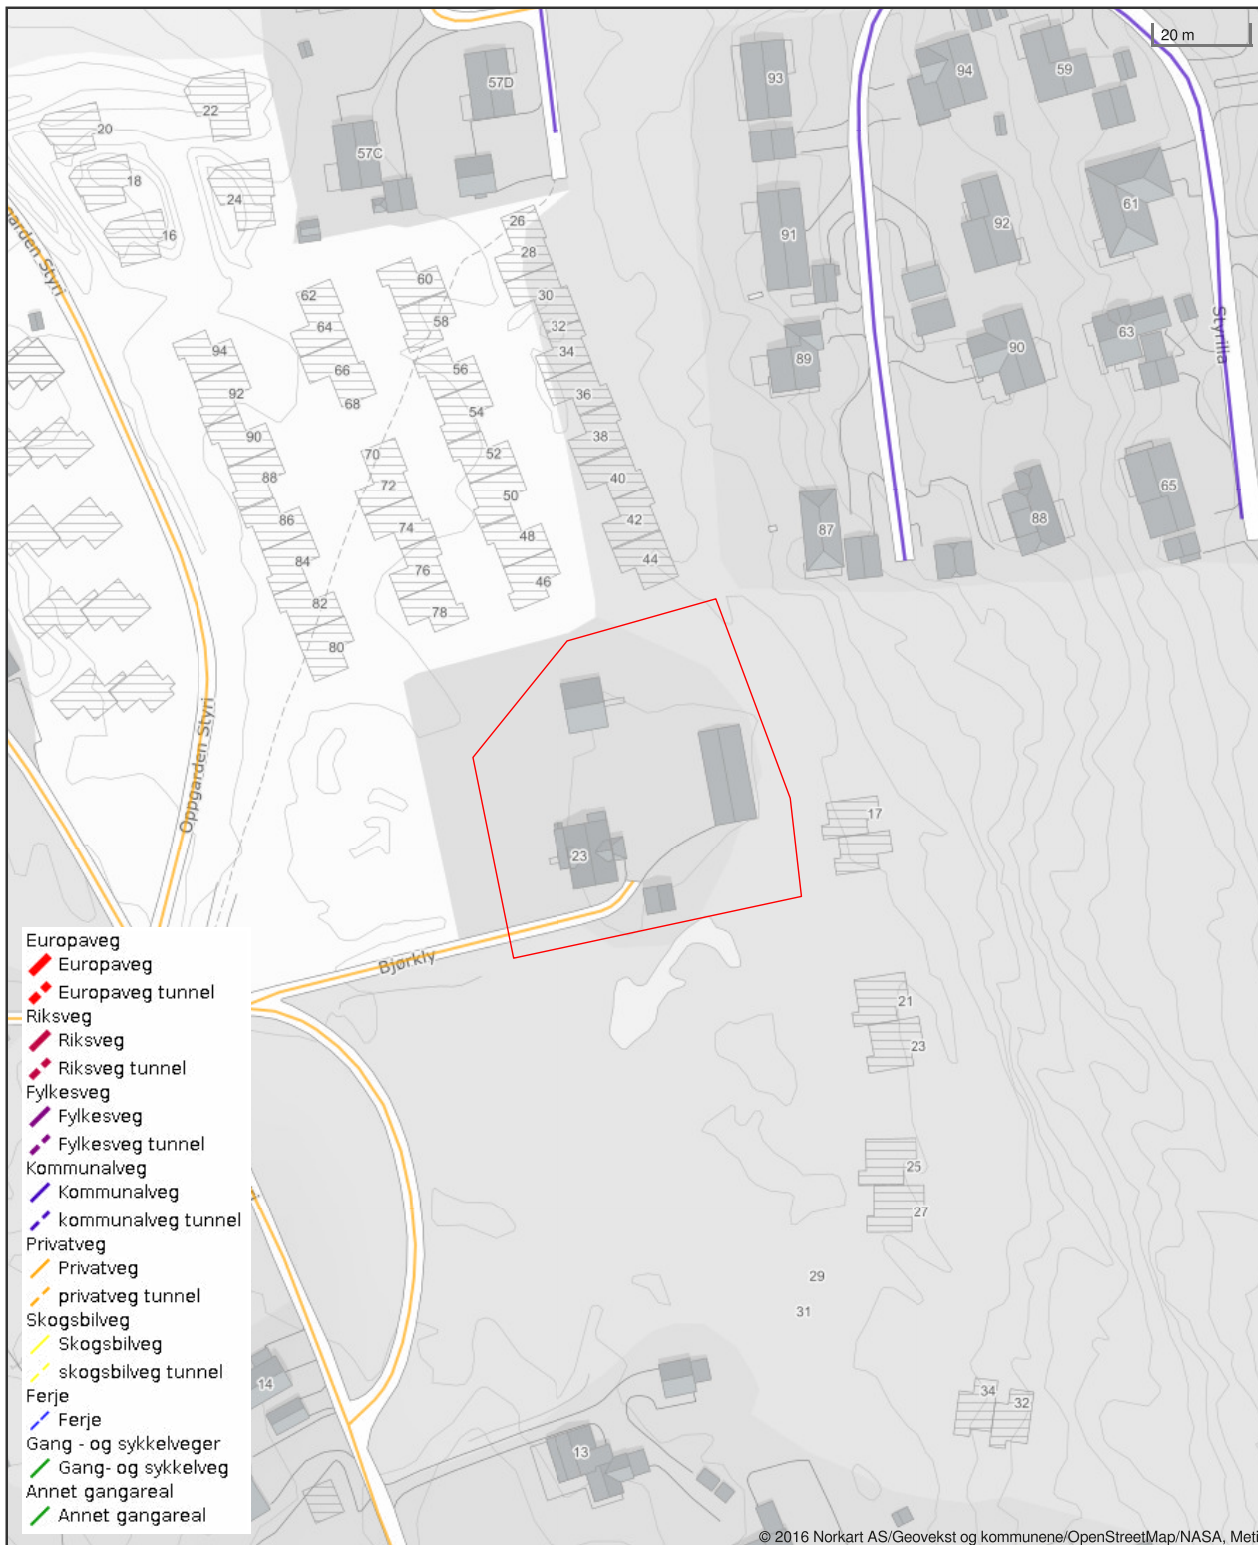 20 m
57D
93
94
59
22
20
57C
18
24
16
61
26
91
92
28
60
30
62
58
32
64
63
Styrilia
94
34
89
90
66
56
36
92
68
54
90
38
70
52
88
72
40
65
50
86
74
42
88
87
48
84
76
44
46
82
78
80
garden Styri
Oppgarden Styri
17
23
Bjørkly
21
23
25
27
29
31
34
32
14
13
Europaveg
Europaveg
Europaveg tunnel
Riksveg
Riksveg
Riksveg tunnel
Fylkesveg
Fylkesveg
Fylkesveg tunnel
Kommunalveg
Kommunalveg
kommunalveg tunnel
Privatveg
Privatveg
privatveg tunnel
Skogsbilveg
Skogsbilveg
skogsbilveg tunnel
Ferje
Ferje
Gang - og sykkelveger
Gang- og sykkelveg
Annet gangareal
Annet gangareal
© 2016 Norkart AS/Geovekst og kommunene/OpenStreetMap/NASA, Meti